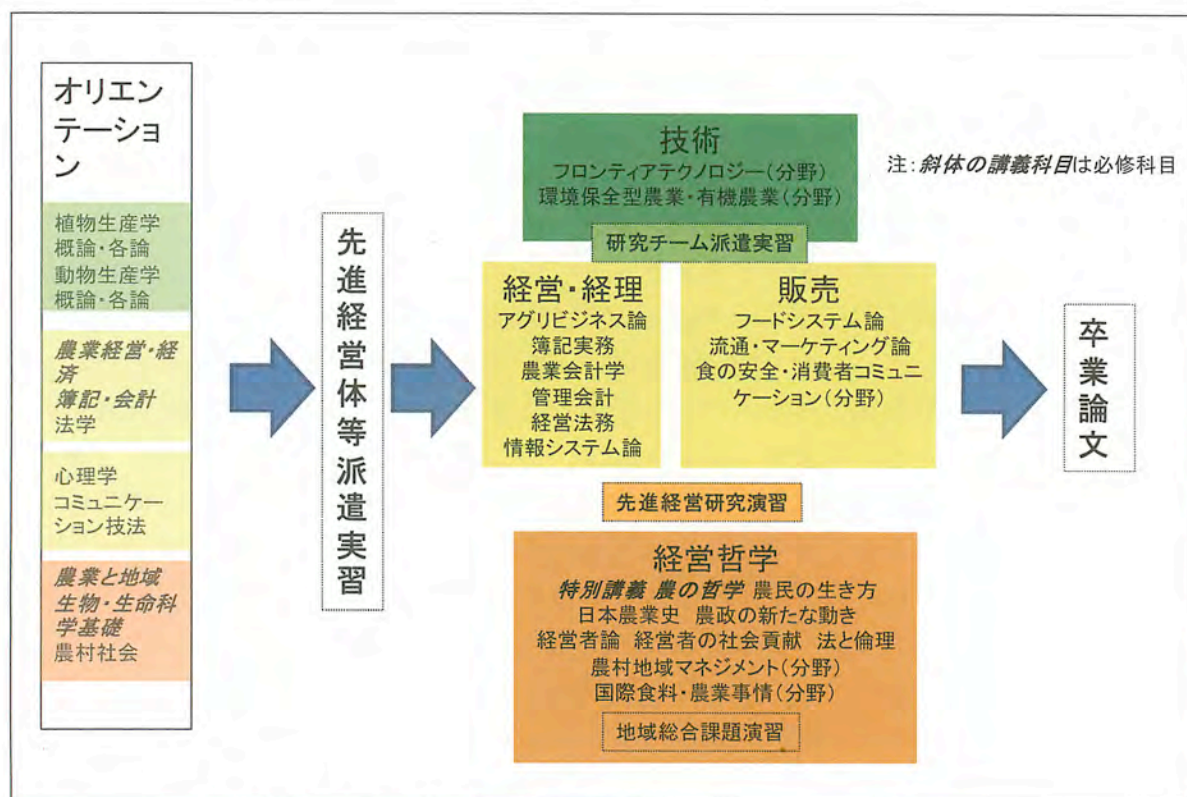 オリエン
テーショ
ン
植物生産学
概論・各論
動物生産学
概論・各論
農業経営・経
済
簿記・会計
法学
心理学
コミュニケー
ション技法
農業と地域
生物・生命科
学基礎
農村社会
先進経営体等派遣実習
技術
フロンティアテクノロジー(分野)
環境保全型農業・有機農業(分野)
研究チーム派遣実習
注:斜体の講義科目は必修科目
経営・経理
アグリビジネス論
簿記実務
農業会計学
管理会計
経営法務
情報システム論
販売
フードシステム論
流通・マーケティング論
食の安全・消費者コミュニ
ケーション(分野)
先進経営研究演習
経営哲学
特別講義 農の哲学 農民の生き方
日本農業史 農政の新たな動き
経営者論 経営者の社会貢献 法と倫理
農村地域マネジメント(分野)
国際食料・農業事情(分野)
地域総合課題演習
卒業論文